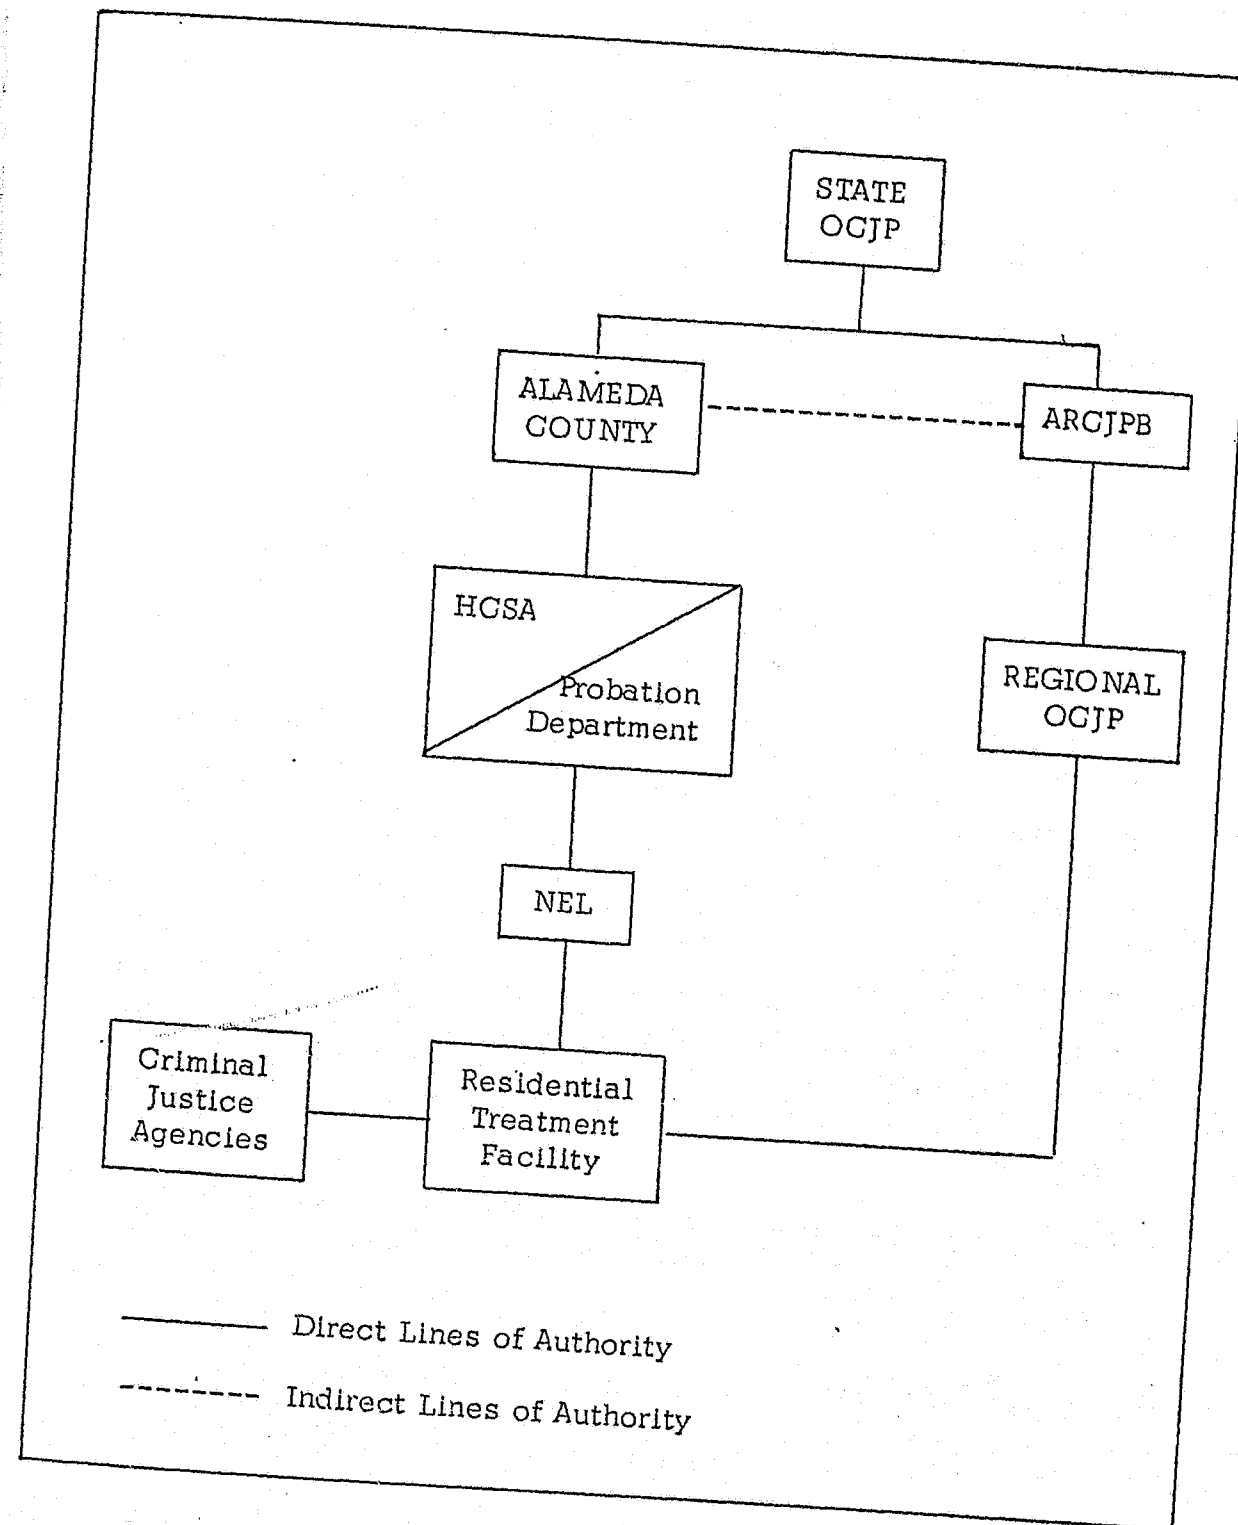 STATE
OCJP
ALAMEDA
COUNTY
ARCJPB
HCSA
Probation
Department
REGIONAL
OCJP
NEL
Criminal
Justice
Agencies
Residential
Treatment
Facility
Direct Lines of Authority
Indirect Lines of Authority